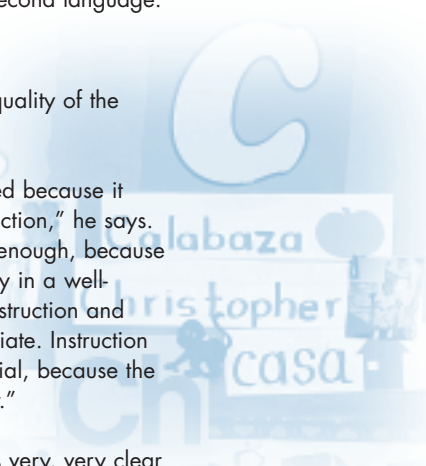 econd language.
uality of the
ed because it
ction,” he says.
enough, because
y in a well-
struction and
iate. Instruction
ial, because the
.”
very, very clear
C
Calabaza
Christopher
casa
Ch